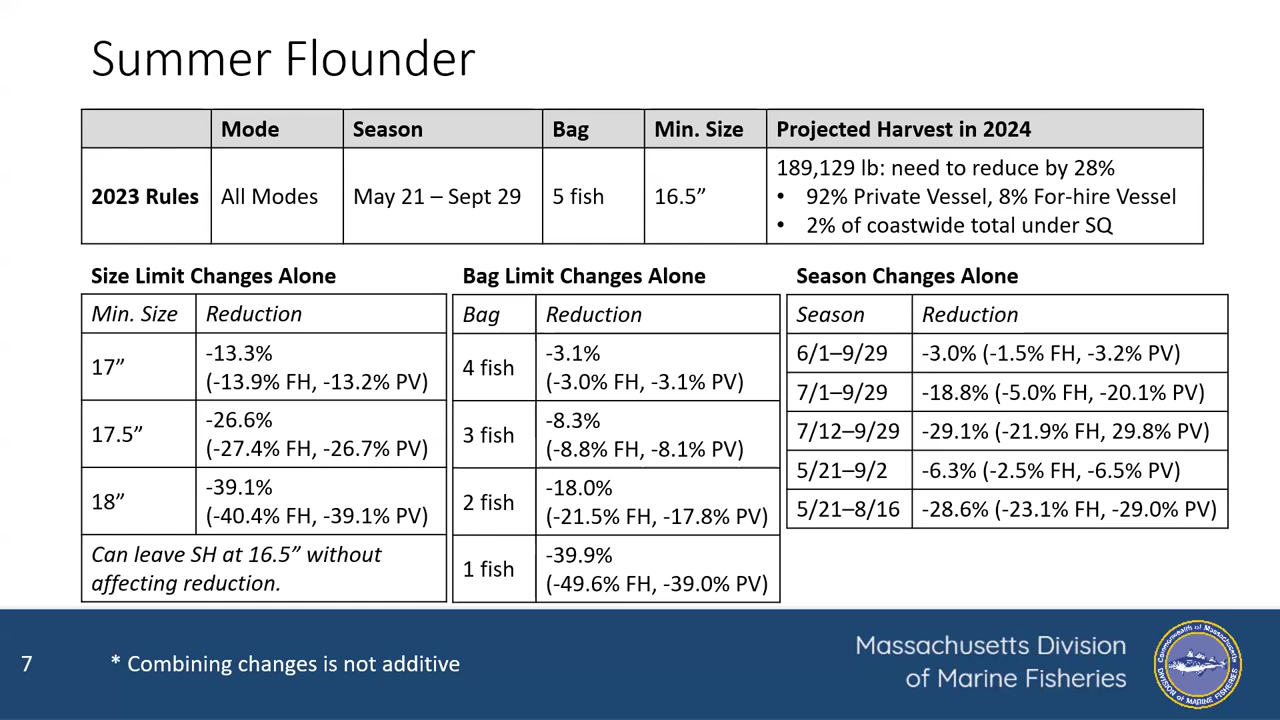 Summer Flounder
Mode Season Bag Min. Size Projected Harvest in 2024
2023 Rules All Modes May 21 – Sept 29 5 fish 16.5”
189,129 lb: need to reduce by 28%
• 92% Private Vessel, 8% For-hire Vessel
• 2% of coastwide total under SQ
Size Limit Changes Alone
Min. Size Reduction
17” -13.3%
(-13.9% FH, -13.2% PV)
17.5” -26.6%
(-27.4% FH, -26.7% PV)
18” -39.1%
(-40.4% FH, -39.1% PV)
Can leave SH at 16.5” without
affecting reduction.
Bag Limit Changes Alone
Bag Reduction
4 fish -3.1%
(-3.0% FH, -3.1% PV)
3 fish -8.3%
(-8.8% FH, -8.1% PV)
2 fish -18.0%
(-21.5% FH, -17.8% PV)
1 fish -39.9%
(-49.6% FH, -39.0% PV)
Season Changes Alone
Season Reduction
6/1–9/29 -3.0% (-1.5% FH, -3.2% PV)
7/1–9/29 -18.8% (-5.0% FH, -20.1% PV)
7/12–9/29 -29.1% (-21.9% FH, 29.8% PV)
5/21–9/2 -6.3% (-2.5% FH, -6.5% PV)
5/21–8/16 -28.6% (-23.1% FH, -29.0% PV)
7 * Combining changes is not additive
Massachusetts Division
of Marine Fisheries
Commonwealth of Massachusetts
DIVISION of MARINE FISHERIES